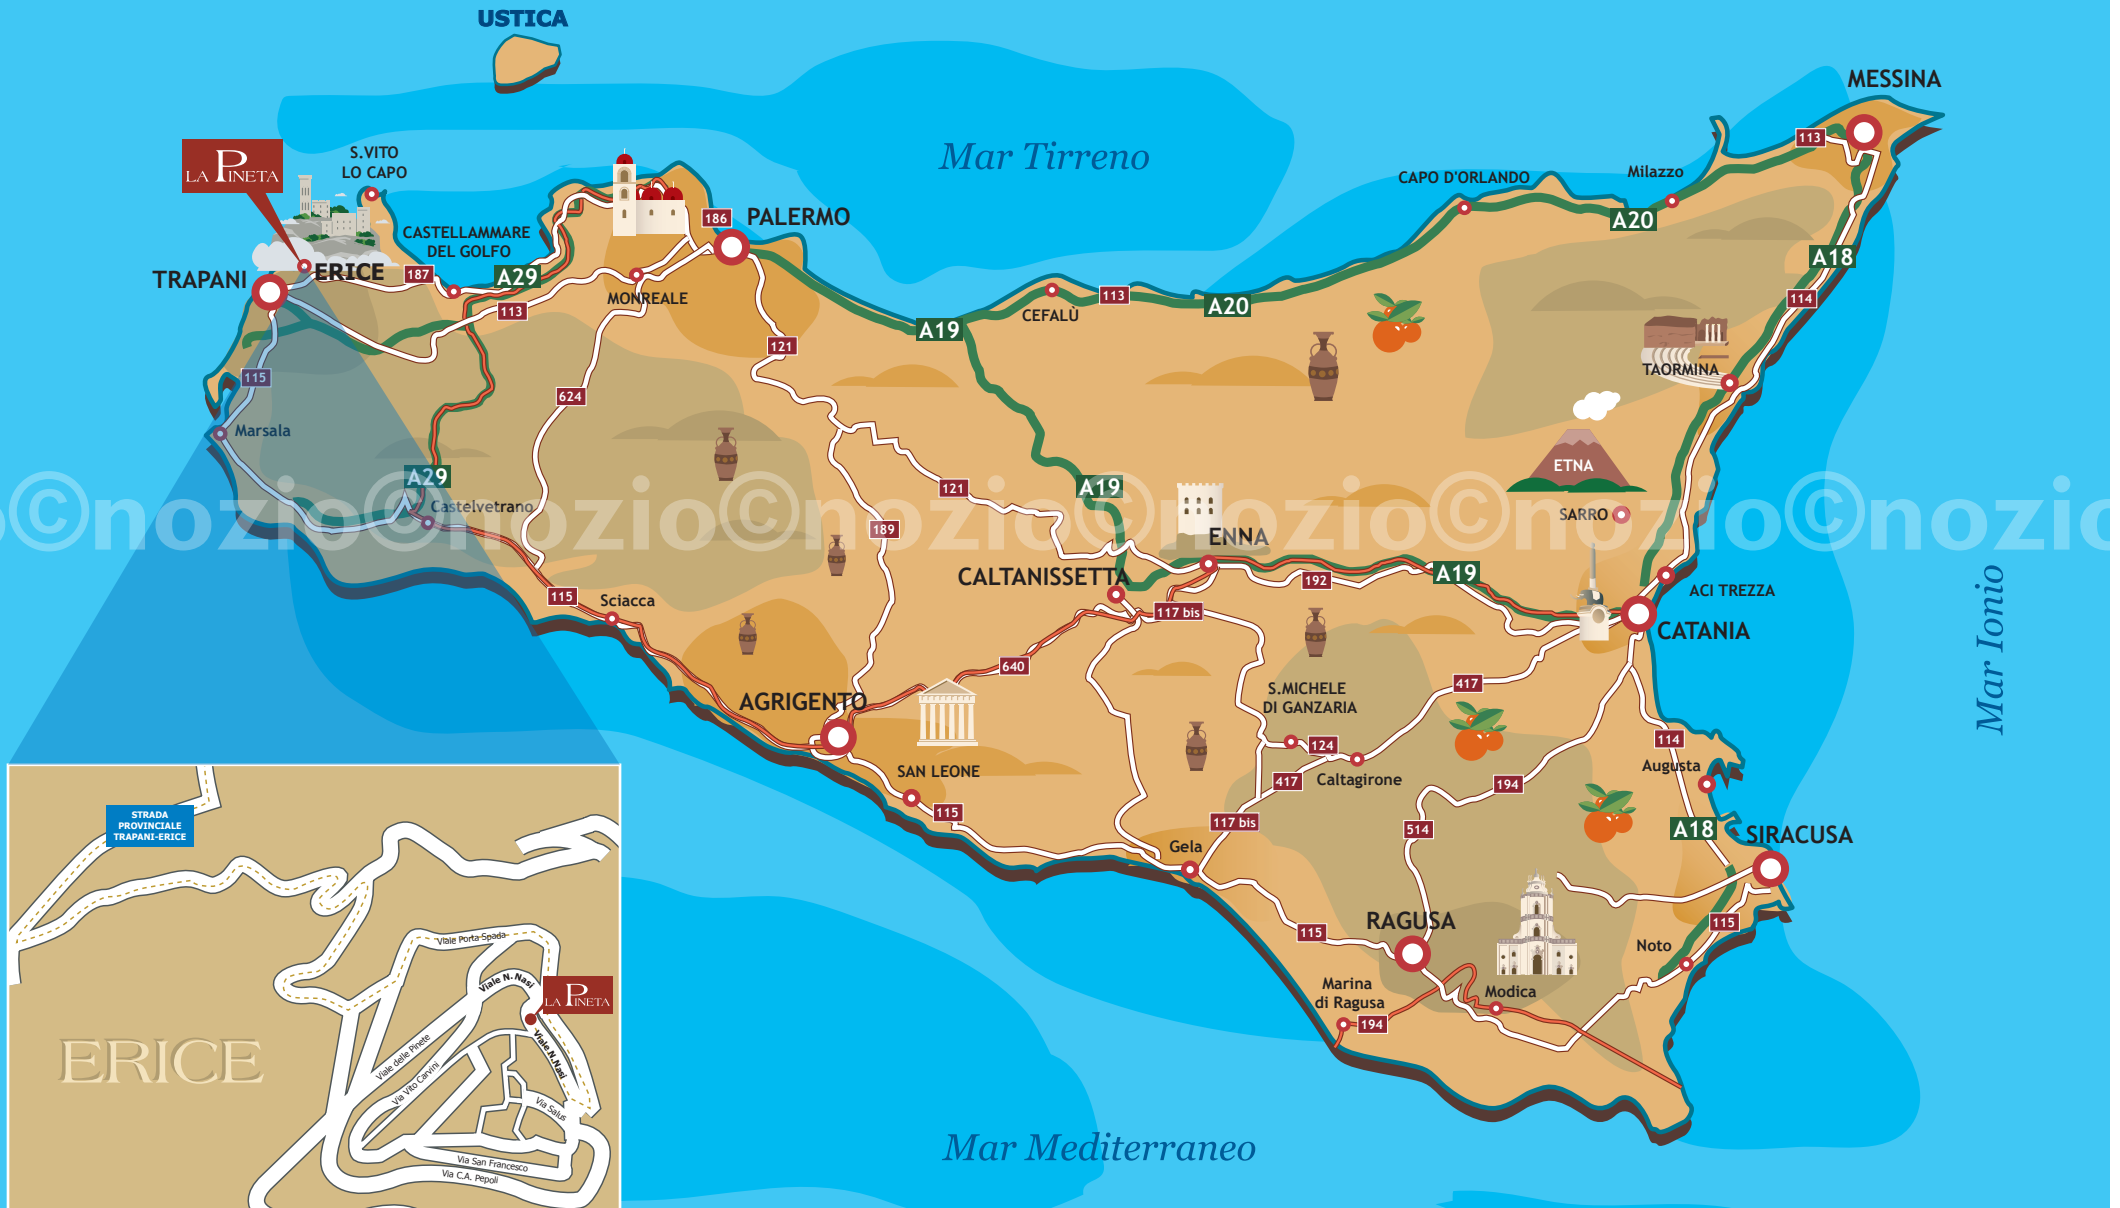 USTICA
MESSINA
LA PINETA
S.VITO
LO CAPO
Mar Tirreno
113
Milazzo
CAPO D'ORLANDO
A20
186
PALERMO
CASTELLAMMARE
DEL GOLFO
A18
TRAPANI
ERICE
187
A29
MONREALE
113
114
CEFALÙ
113
A20
A19
121
TAORMINA
115
624
Marsala
ETNA
A29
Castelvetrano
121
A19
SARRO
©nozio©nozio©nozio©nozio©nozio©nozio
189
ENNA
CALTANISSETTA
192
A19
ACI TREZZA
115
Sciacca
117 bis
CATANIA
Mar Ionio
640
417
S.MICHELE
DI GANZARIA
AGRIGENTO
124
114
SAN LEONE
417
Caltagirone
194
Augusta
115
117 bis
514
A18
SIRACUSA
Gela
RAGUSA
115
115
Noto
Marina
di Ragusa
Modica
194
Mar Mediterraneo
STRADA
PROVINCIALE
TRAPANI-ERICE
Viale Porta Spada
Viale N. Nasi
LA PINETA
ERICE
Viale delle Pinete
Viale N.Nasi
Via Vito Carvini
Via Salus
Via San Francesco
Via C.A. Pepoli